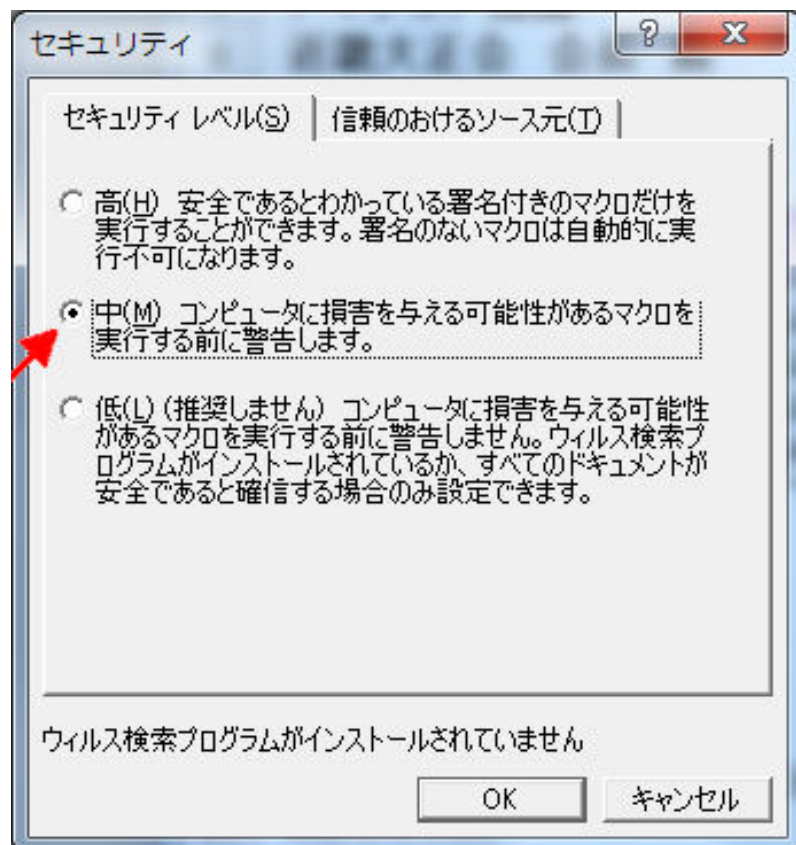 セキュリティ
セキュリティ レベル(S)
信頼のおけるソース元(T)
高(H) 安全であるとわかっている署名付きのマクロだけを
実行することができます。署名のないマクロは自動的に実
行不可になります。
中(M) コンピュータに損害を与える可能性があるマクロを
実行する前に警告します。
低(L) (推奨しません) コンピュータに損害を与える可能性
があるマクロを実行する前に警告しません。ウィルス検索プ
ログラムがインストールされているか、すべてのドキュメントが
安全であると確信する場合のみ設定できます。
ウィルス検索プログラムがインストールされていません
OK
キャンセル